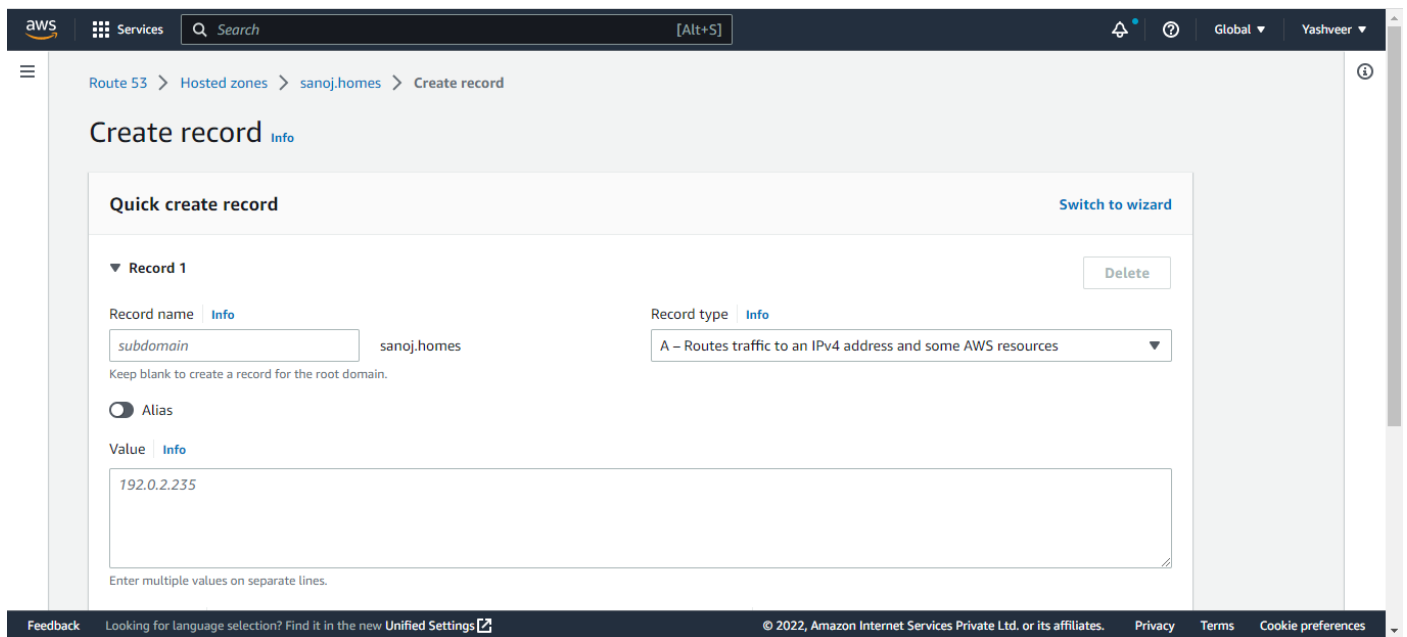 aws Services Search [Alt+S] Global Yashveer
Route 53 > Hosted zones > sanoj.homes > Create record
Create record Info
Quick create record Switch to wizard
Record 1 Delete
Record name Info Record type Info
subdomain sanoj.homes A – Routes traffic to an IPv4 address and some AWS resources
Keep blank to create a record for the root domain.
Alias
Value Info
192.0.2.235
Enter multiple values on separate lines.
Feedback Looking for language selection? Find it in the new Unified Settings © 2022, Amazon Internet Services Private Ltd. or its affiliates. Privacy Terms Cookie preferences